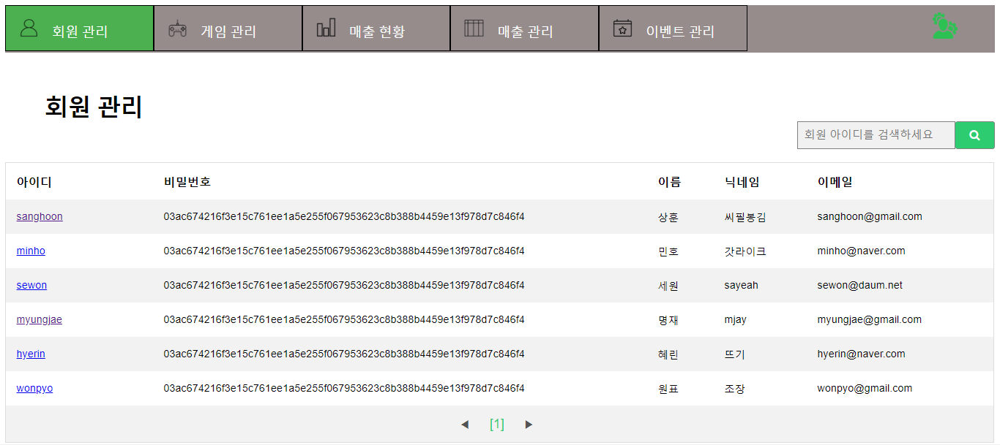 회원 관리 게임 관리 매출 현황 매출 관리 이벤트 관리
회원 관리
회원 아이디를 검색하세요
아이디 비밀번호 이름 닉네임 이메일
sanghoon 03ac674216f3e15c761ee1a5e255f067953623c8b388b4459e13f978d7c846f4 상훈 씨필봉김 sanghoon@gmail.com
minho 03ac674216f3e15c761ee1a5e255f067953623c8b388b4459e13f978d7c846f4 민호 갓라이크 minho@naver.com
sewon 03ac674216f3e15c761ee1a5e255f067953623c8b388b4459e13f978d7c846f4 세원 sayeah sewon@daum.net
myungjae 03ac674216f3e15c761ee1a5e255f067953623c8b388b4459e13f978d7c846f4 명재 mjay myungjae@gmail.com
hyerin 03ac674216f3e15c761ee1a5e255f067953623c8b388b4459e13f978d7c846f4 혜린 뜨기 hyerin@naver.com
wonpyo 03ac674216f3e15c761ee1a5e255f067953623c8b388b4459e13f978d7c846f4 원표 조장 wonpyo@gmail.com
◀ [1] ▶